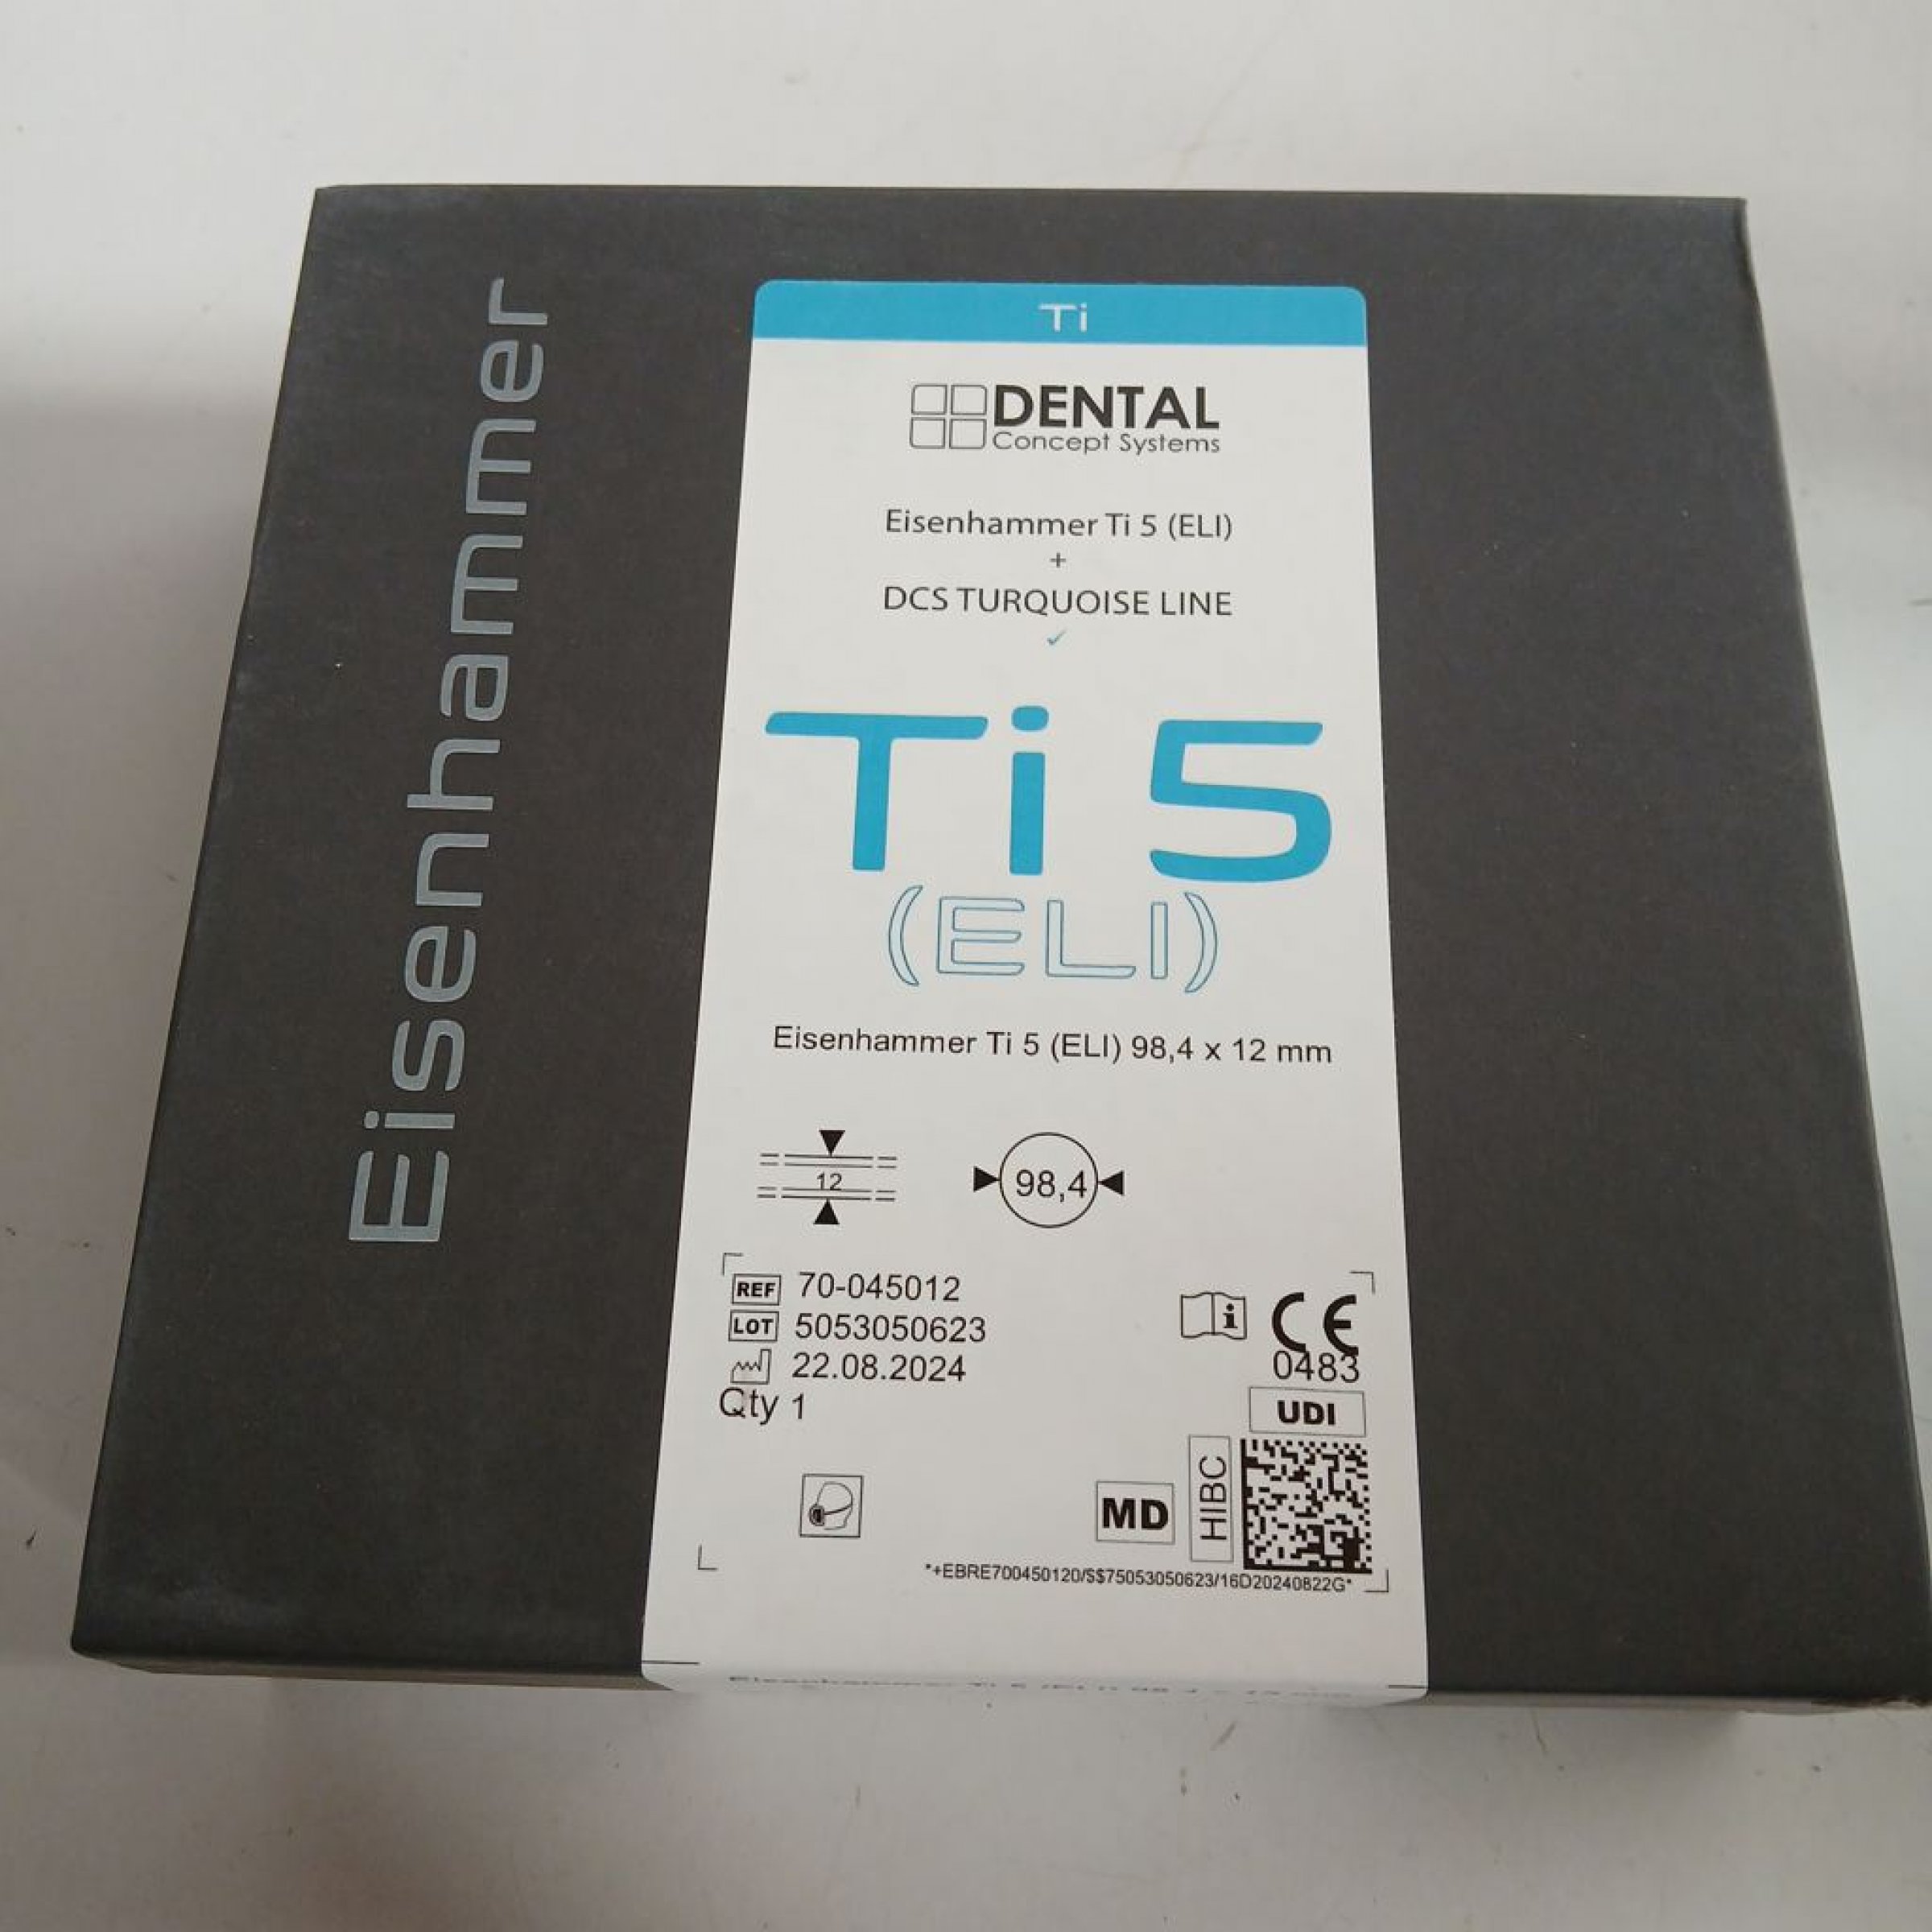 Eisenhammer
Ti
DENTAL
Concept Systems
Eisenhammer Ti 5 (ELI)
+
DCS TURQUOISE LINE
Ti 5
(ELI)
Eisenhammer Ti 5 (ELI) 98,4 x 12 mm
12
98,4
REF 70-045012
LOT 5053050623
22.08.2024
Qty 1
i CE
0483
UDI
MD
HIBC
*+EBRE700450120/$$75053050623/16D20240822G*